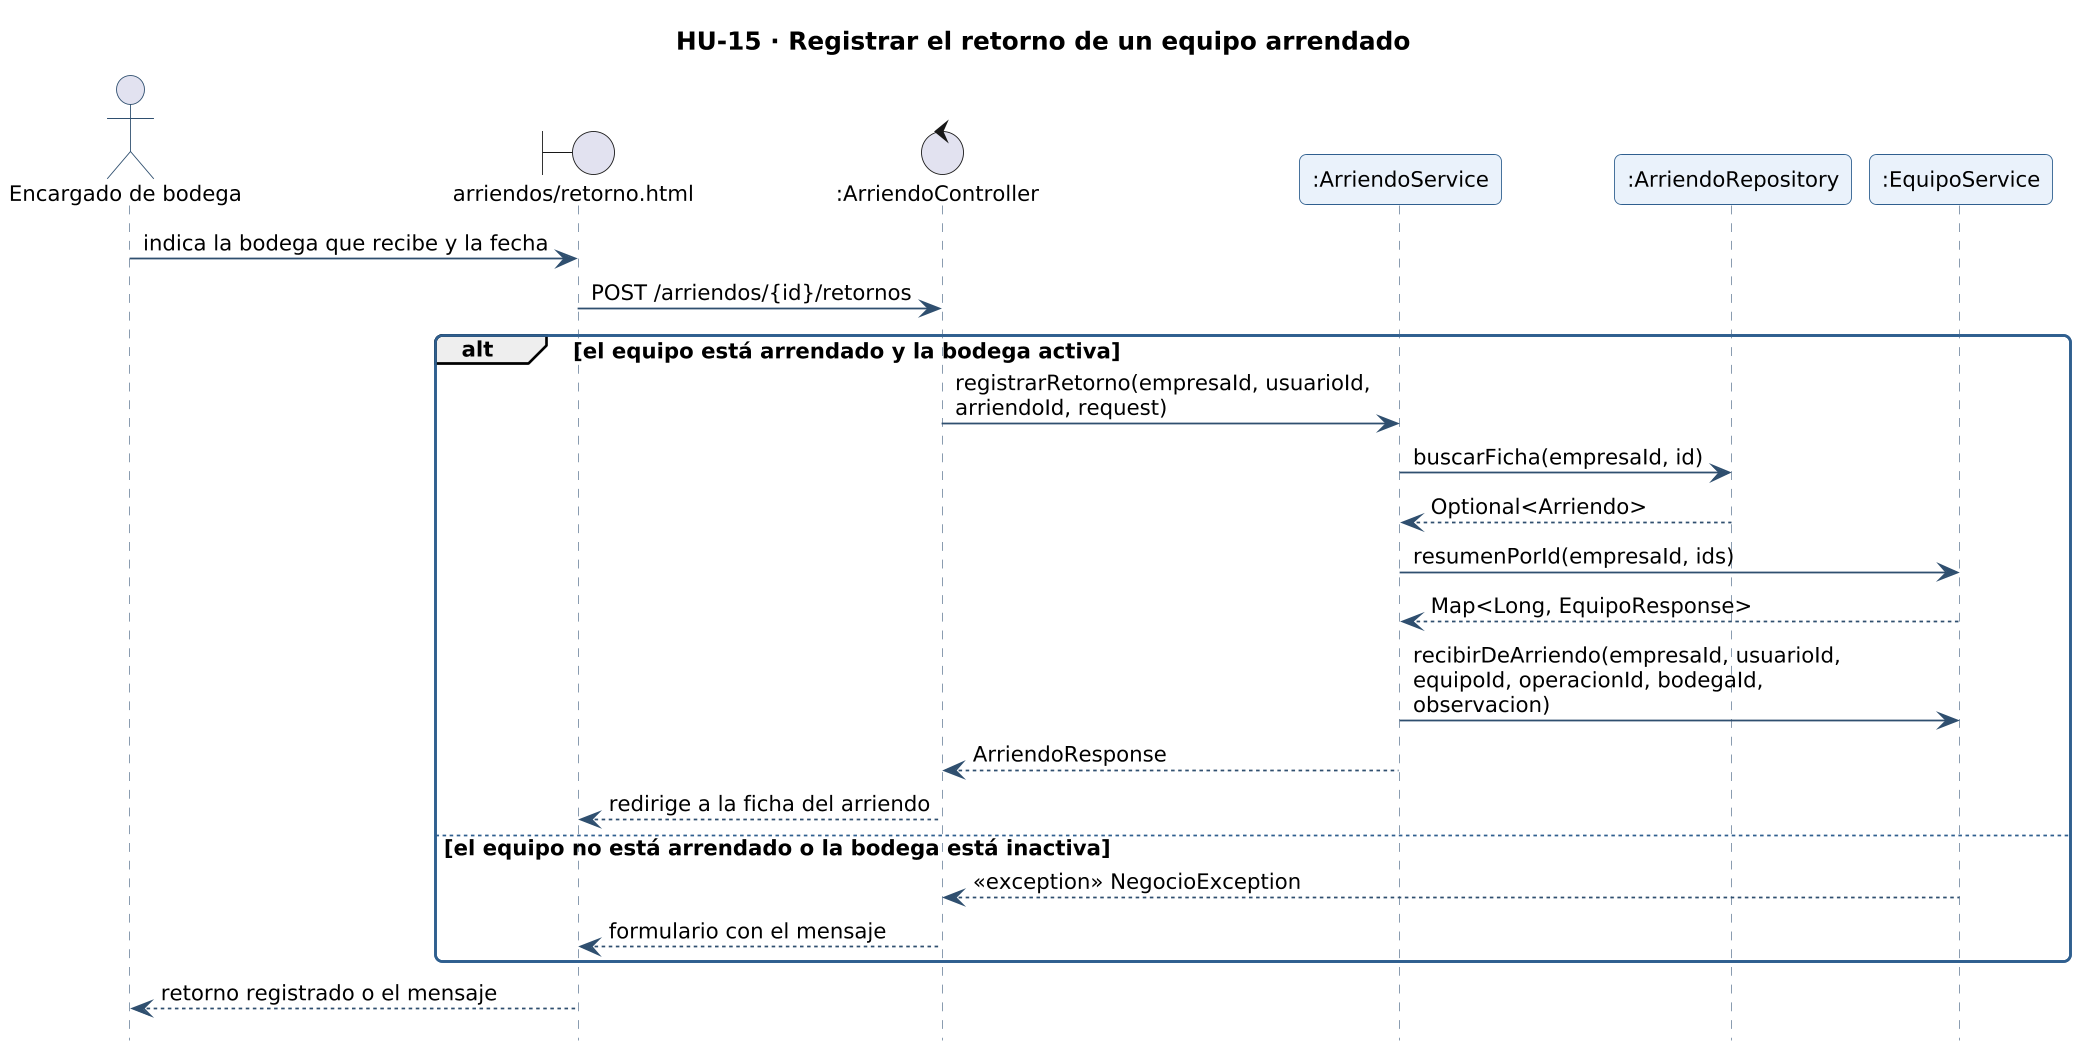 HU-15 · Registrar el retorno de un equipo arrendado
Encargado de bodega
arriendos/retorno.html
:ArriendoController
:ArriendoService
:ArriendoRepository
:EquipoService
indica la bodega que recibe y la fecha
POST /arriendos/{id}/retornos
alt
[el equipo está arrendado y la bodega activa]
registrarRetorno(empresaId, usuarioId,
arriendoId, request)
buscarFicha(empresaId, id)
Optional<Arriendo>
resumenPorId(empresaId, ids)
Map<Long, EquipoResponse>
recibirDeArriendo(empresaId, usuarioId,
equipoId, operacionId, bodegaId,
observacion)
ArriendoResponse
redirige a la ficha del arriendo
[el equipo no está arrendado o la bodega está inactiva]
«exception» NegocioException
formulario con el mensaje
retorno registrado o el mensaje